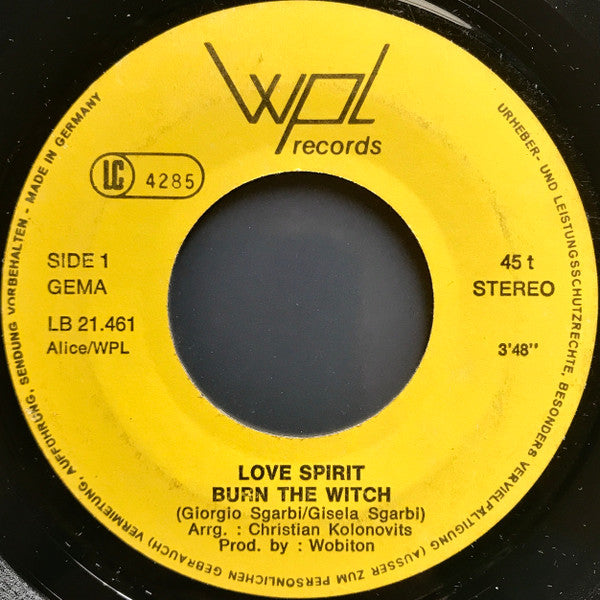 wpl
records
LC 4285
SIDE 1
GEMA
LB 21.461
Alice/WPL
45 t
STEREO
3'48"
LOVE SPIRIT
BURN THE WITCH
(Giorgio Sgarbi/Gisela Sgarbi)
Arrg. : Christian Kolonovits
Prod. by : Wobiton
URHEBER- UND LEISTUNGSSCHUTZRECHTE, BESONDERS VERVIELFÄLTIGUNG (AUSSER ZUM PERSÖNLICHEN GEBRAUCH) VERMIETUNG, AUFFÜHRUNG, SENDUNG VORBEHALTEN - MADE IN GERMANY